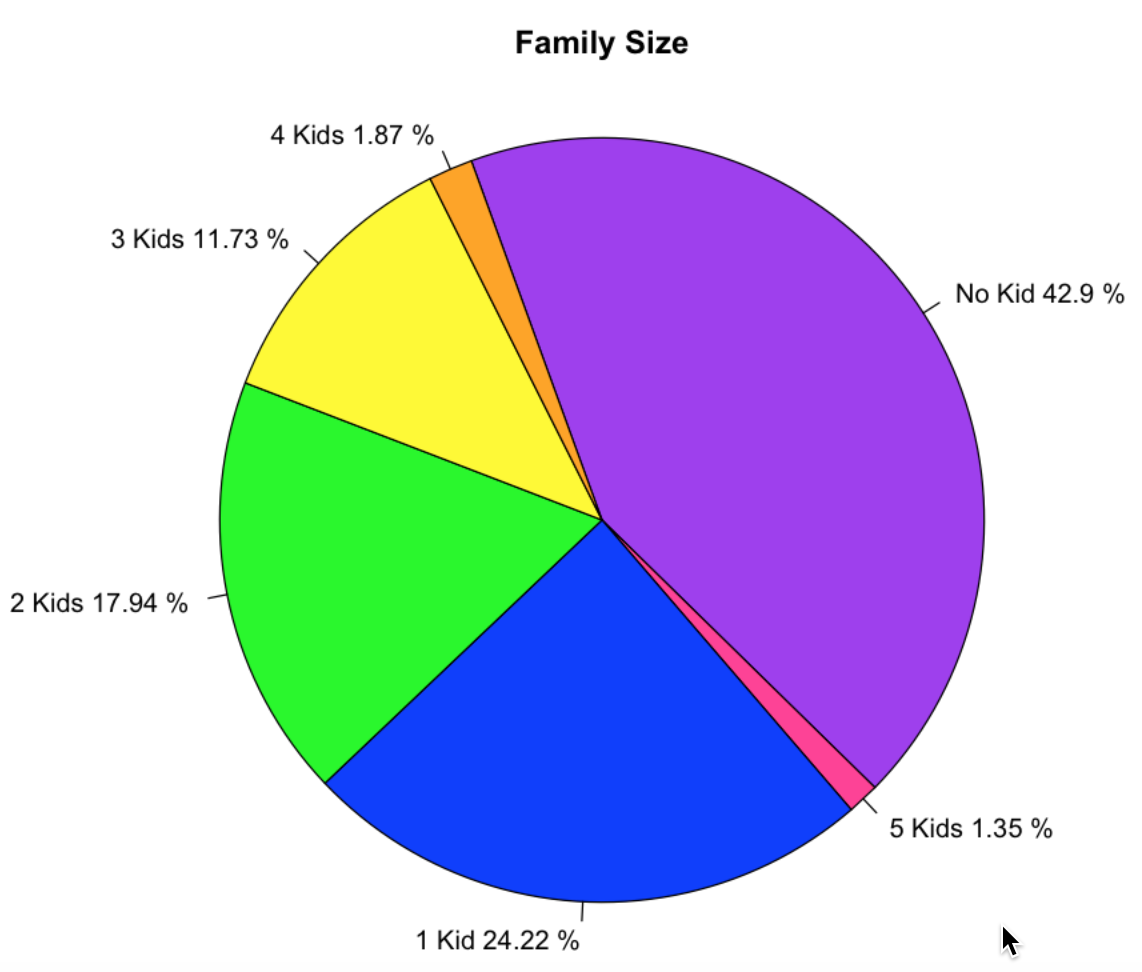 Family Size
4 Kids 1.87 %
3 Kids 11.73 %
No Kid 42.9 %
2 Kids 17.94 %
5 Kids 1.35 %
1 Kid 24.22 %